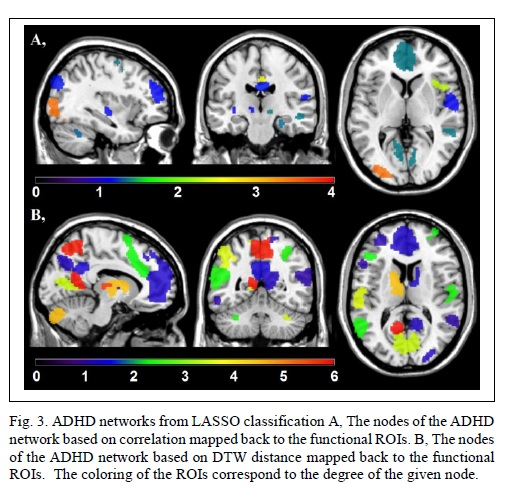 A,
0 1 2 3 4
B,
0 1 2 3 4 5 6
Fig. 3. ADHD networks from LASSO classification A, The nodes of the ADHD
network based on correlation mapped back to the functional ROIs. B, The nodes
of the ADHD network based on DTW distance mapped back to the functional
ROIs. The coloring of the ROIs correspond to the degree of the given node.